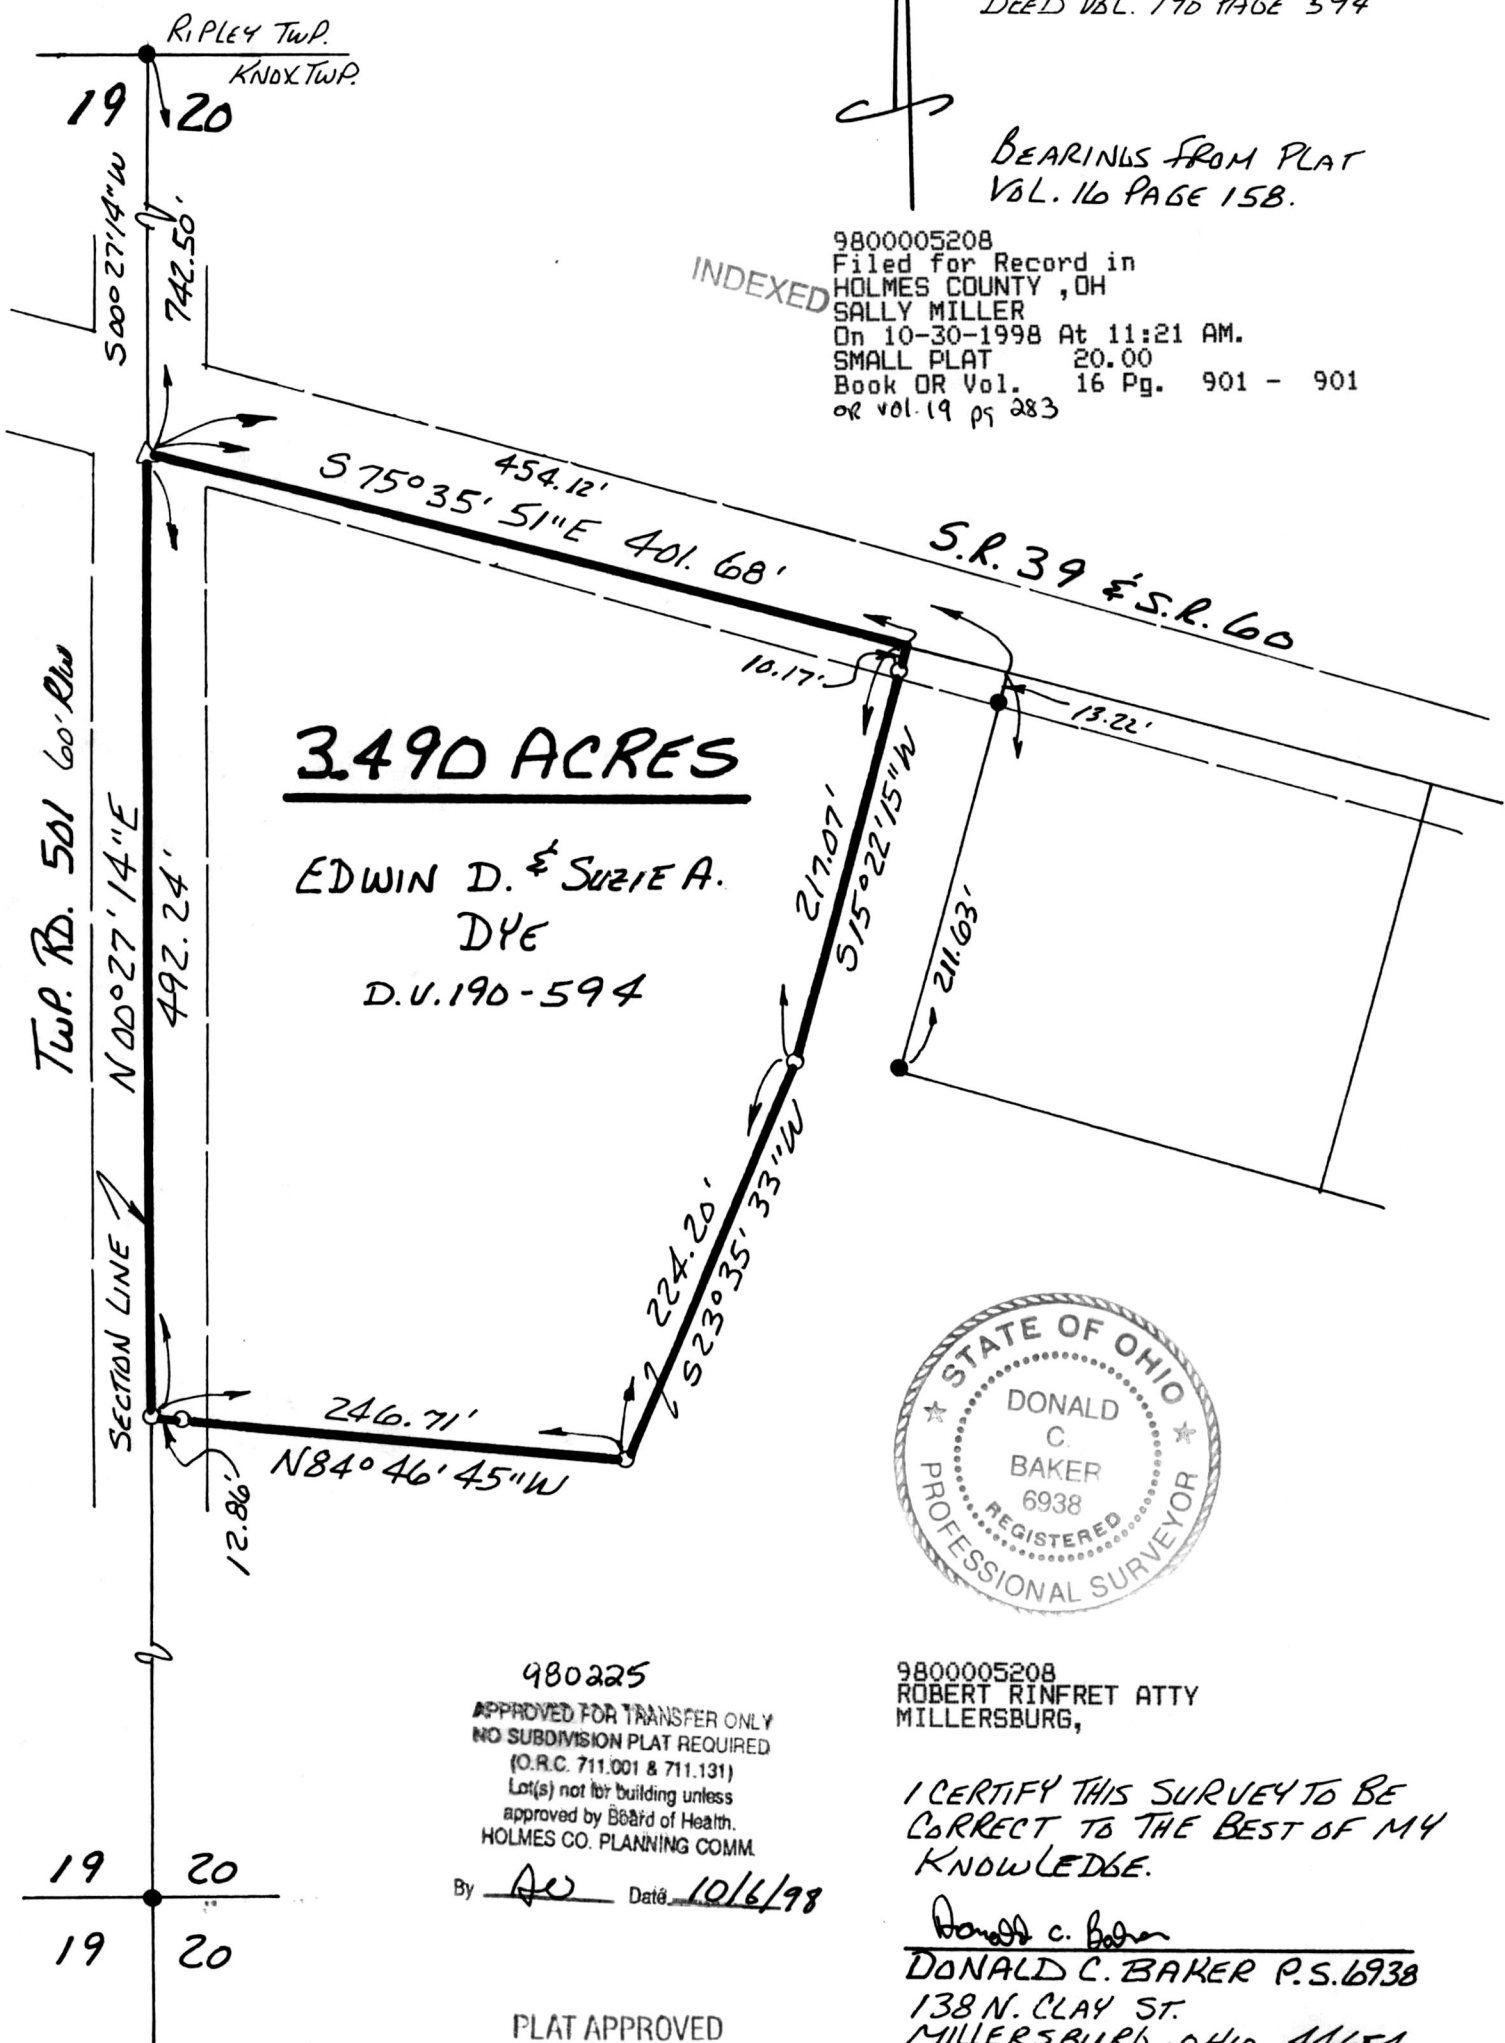 DEED VOL. 190 PAGE 594
RIPLEY TWP.
KNOX TWP.
19 20
S00°27'14"W
742.50'
BEARINGS FROM PLAT
VOL. 16 PAGE 158.
INDEXED
9800005208
Filed for Record in
HOLMES COUNTY ,OH
SALLY MILLER
On 10-30-1998 At 11:21 AM.
SMALL PLAT 20.00
Book OR Vol. 16 Pg. 901 - 901
OR vol. 19 pg 283
454.12'
S 75°35' 51"E 401.68'
S.R. 39 & S.R. 60
10.17'
13.22'
3.490 ACRES
EDWIN D. & SUZIE A.
DYE
D.V. 190-594
TWP. RD. 501 60' R/W
N 00°27'14"E
492.24'
217.07'
S15°22'15"W
211.63'
224.20'
S23°35'33"W
SECTION LINE
246.71'
N84°46'45"W
12.86'
STATE OF OHIO
DONALD
C.
BAKER
6938
REGISTERED
PROFESSIONAL SURVEYOR
980225
APPROVED FOR TRANSFER ONLY
NO SUBDIVISION PLAT REQUIRED
(O.R.C. 711.001 & 711.131)
Lot(s) not for building unless
approved by Board of Health.
HOLMES CO. PLANNING COMM.
By Date 10/6/98
9800005208
ROBERT RINFRET ATTY
MILLERSBURG,
I CERTIFY THIS SURVEY TO BE
CORRECT TO THE BEST OF MY
KNOWLEDGE.
Donald C. Baker
DONALD C. BAKER P.S. 6938
138 N. CLAY ST.
MILLERSBURG, OHIO 44654
19 20
19 20
PLAT APPROVED